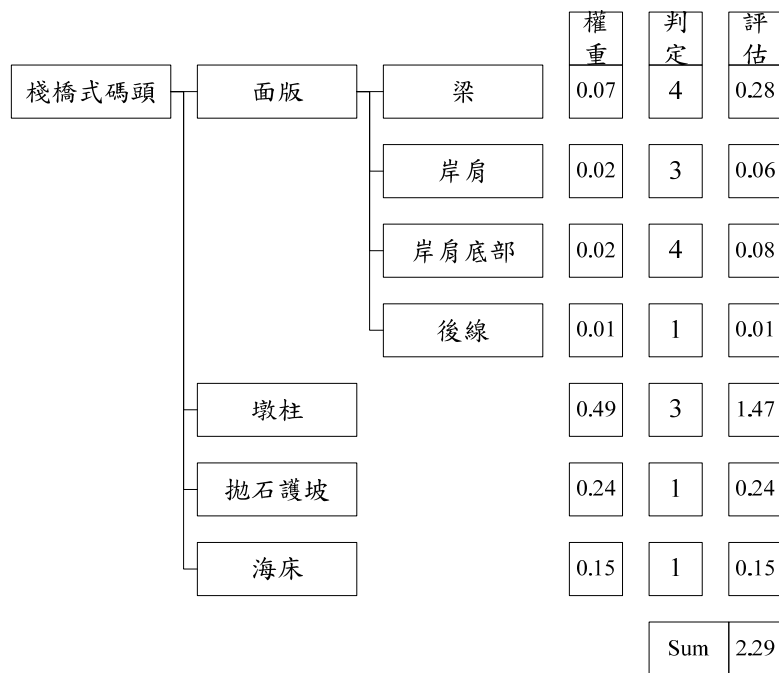 權重 判定 評估
棧橋式碼頭 面版 梁 0.07 4 0.28
岸肩 0.02 3 0.06
岸肩底部 0.02 4 0.08
後線 0.01 1 0.01
墩柱 0.49 3 1.47
拋石護坡 0.24 1 0.24
海床 0.15 1 0.15
Sum 2.29